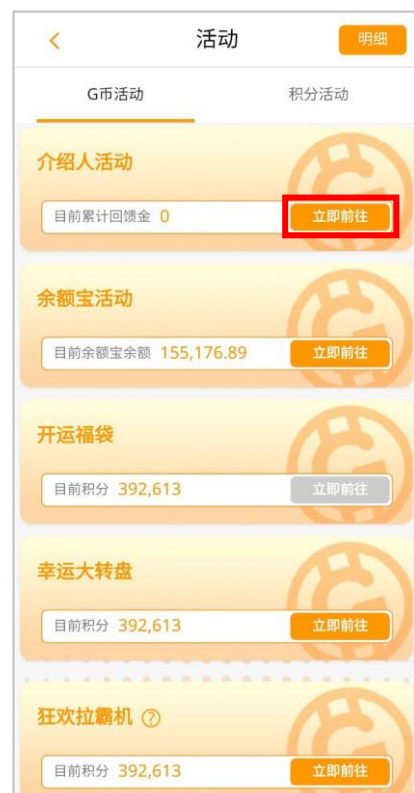 活动 明细
G币活动 积分活动
介绍人活动
目前累计回馈金 0 立即前往
余额宝活动
目前余额宝余额 155,176.89 立即前往
开运福袋
目前积分 392,613 立即前往
幸运大转盘
目前积分 392,613 立即前往
狂欢拉霸机 ?
目前积分 392,613 立即前往